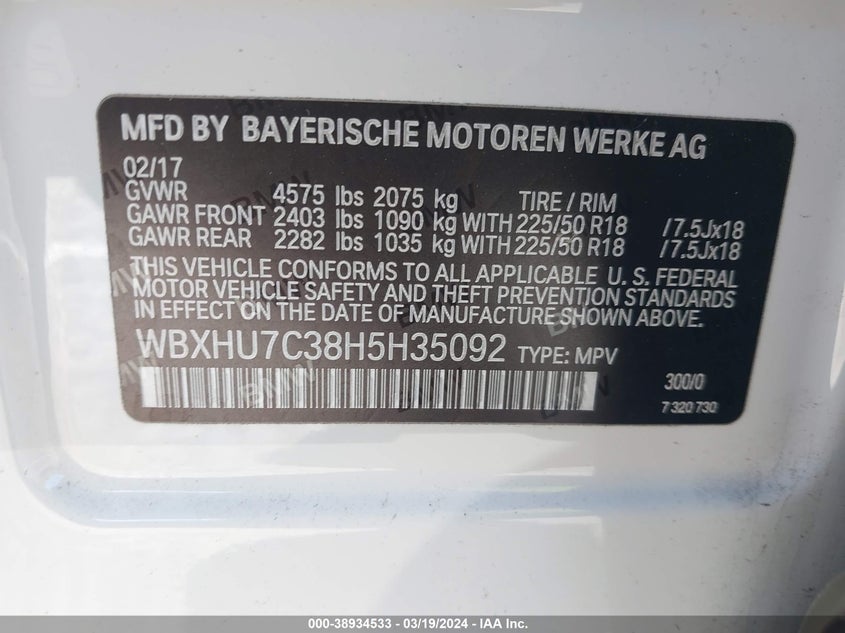 MFD BY BAYERISCHE MOTOREN WERKE AG
02/17
GVWR 4575 lbs 2075 kg TIRE / RIM
GAWR FRONT 2403 lbs 1090 kg WITH 225/50 R18 /7.5Jx18
GAWR REAR 2282 lbs 1035 kg WITH 225/50 R18 /7.5Jx18
THIS VEHICLE CONFORMS TO ALL APPLICABLE U. S. FEDERAL
MOTOR VEHICLE SAFETY AND THEFT PREVENTION STANDARDS
IN EFFECT ON THE DATE OF MANUFACTURE SHOWN ABOVE.
WBXHU7C38H5H35092 TYPE: MPV
300/0
7 320 730
000-38934533 - 03/19/2024 - IAA Inc.